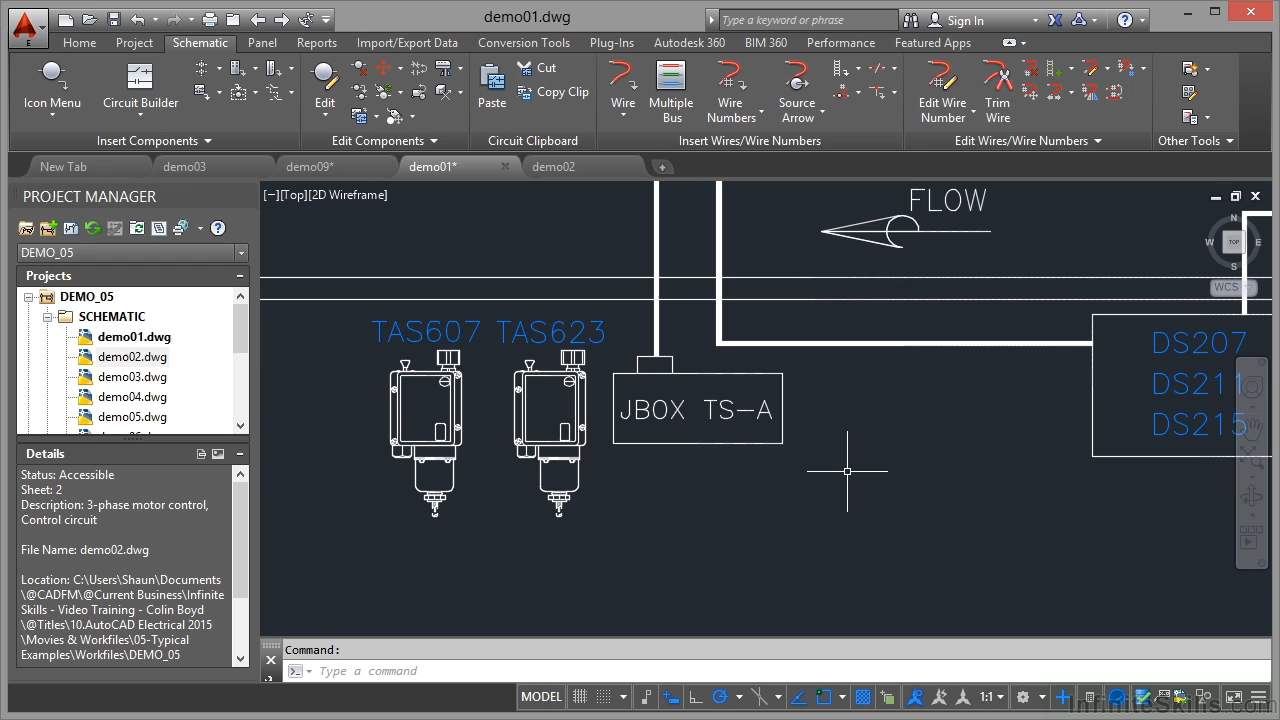 demo01.dwg
Type a keyword or phrase
Sign In
E
Home
Project
Schematic
Panel
Reports
Import/Export Data
Conversion Tools
Plug-Ins
Autodesk 360
BIM 360
Performance
Featured Apps
Icon Menu
Circuit Builder
Edit
Paste
Cut
Copy Clip
Wire
Multiple
Bus
Wire
Numbers
Source
Arrow
Edit Wire
Number
Trim
Wire
Insert Components
Edit Components
Circuit Clipboard
Insert Wires/Wire Numbers
Edit Wires/Wire Numbers
Other Tools
New Tab
demo03
demo09*
demo01*
demo02
PROJECT MANAGER
DEMO_05
Projects
DEMO_05
SCHEMATIC
demo01.dwg
demo02.dwg
demo03.dwg
demo04.dwg
demo05.dwg
Details
Status: Accessible
Sheet: 2
Description: 3-phase motor control,
Control circuit
File Name: demo02.dwg
Location: C:\Users\Shaun\Documents
\@CADFM\@Current Business\Infinite
Skills - Video Training - Colin Boyd
\@Titles\10.AutoCAD Electrical 2015
\Movies & Workfiles\05-Typical
Examples\Workfiles\DEMO_05
[−][Top][2D Wireframe]
FLOW
N
W
TOP
E
S
WCS
TAS607 TAS623
JBOX TS-A
DS207
DS211
DS215
Command:
Type a command
MODEL
1:1
InfiniteSkills.com